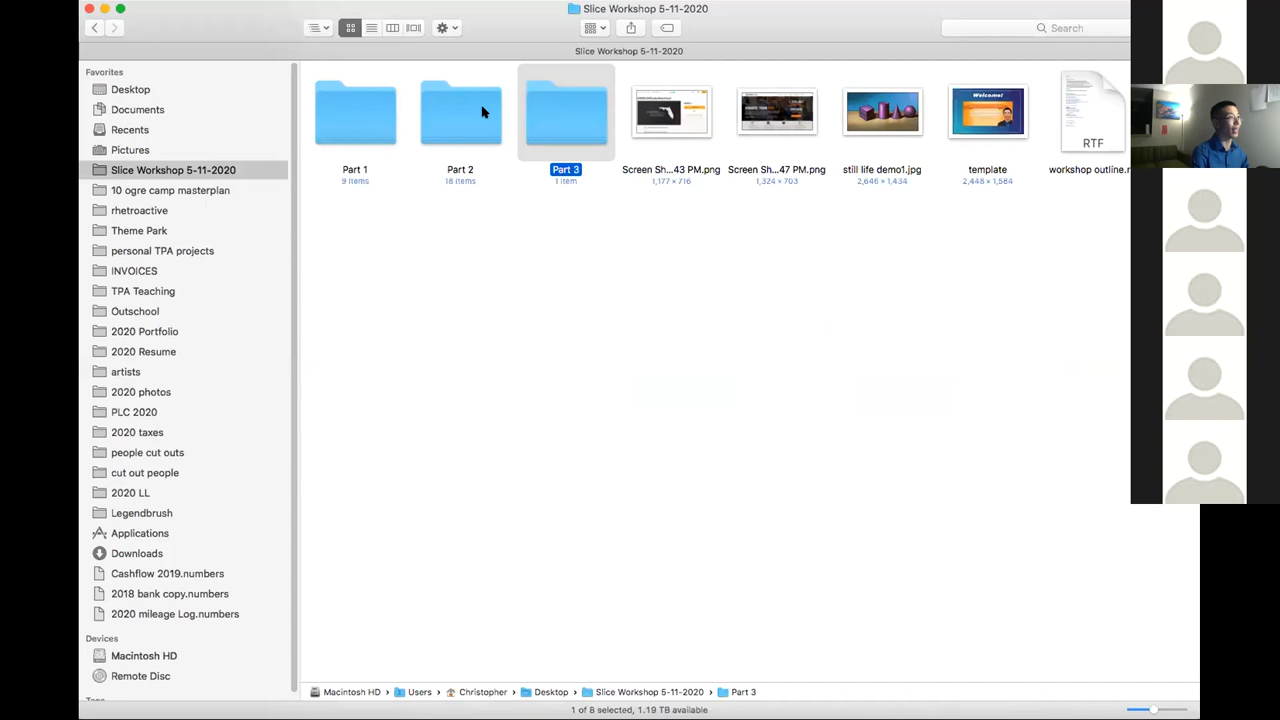 Slice Workshop 5-11-2020
Search
Slice Workshop 5-11-2020
Favorites
Desktop
Documents
Recents
Pictures
Slice Workshop 5-11-2020
10 ogre camp masterplan
rhetroactive
Theme Park
personal TPA projects
INVOICES
TPA Teaching
Outschool
2020 Portfolio
2020 Resume
artists
2020 photos
PLC 2020
2020 taxes
people cut outs
cut out people
2020 LL
Legendbrush
Applications
Downloads
Cashflow 2019.numbers
2018 bank copy.numbers
2020 mileage Log.numbers
Devices
Macintosh HD
Remote Disc
Welcome!
RTF
Part 1
Part 2
Part 3
Screen Sh...43 PM.png
Screen Sh...47 PM.png
still life demo1.jpg
template
workshop outline.r
9 items
18 items
1 item
1,177 × 716
1,324 × 703
2,646 × 1,434
2,448 × 1,584
Macintosh HD › Users › Christopher › Desktop › Slice Workshop 5-11-2020 › Part 3
1 of 8 selected, 1.19 TB available